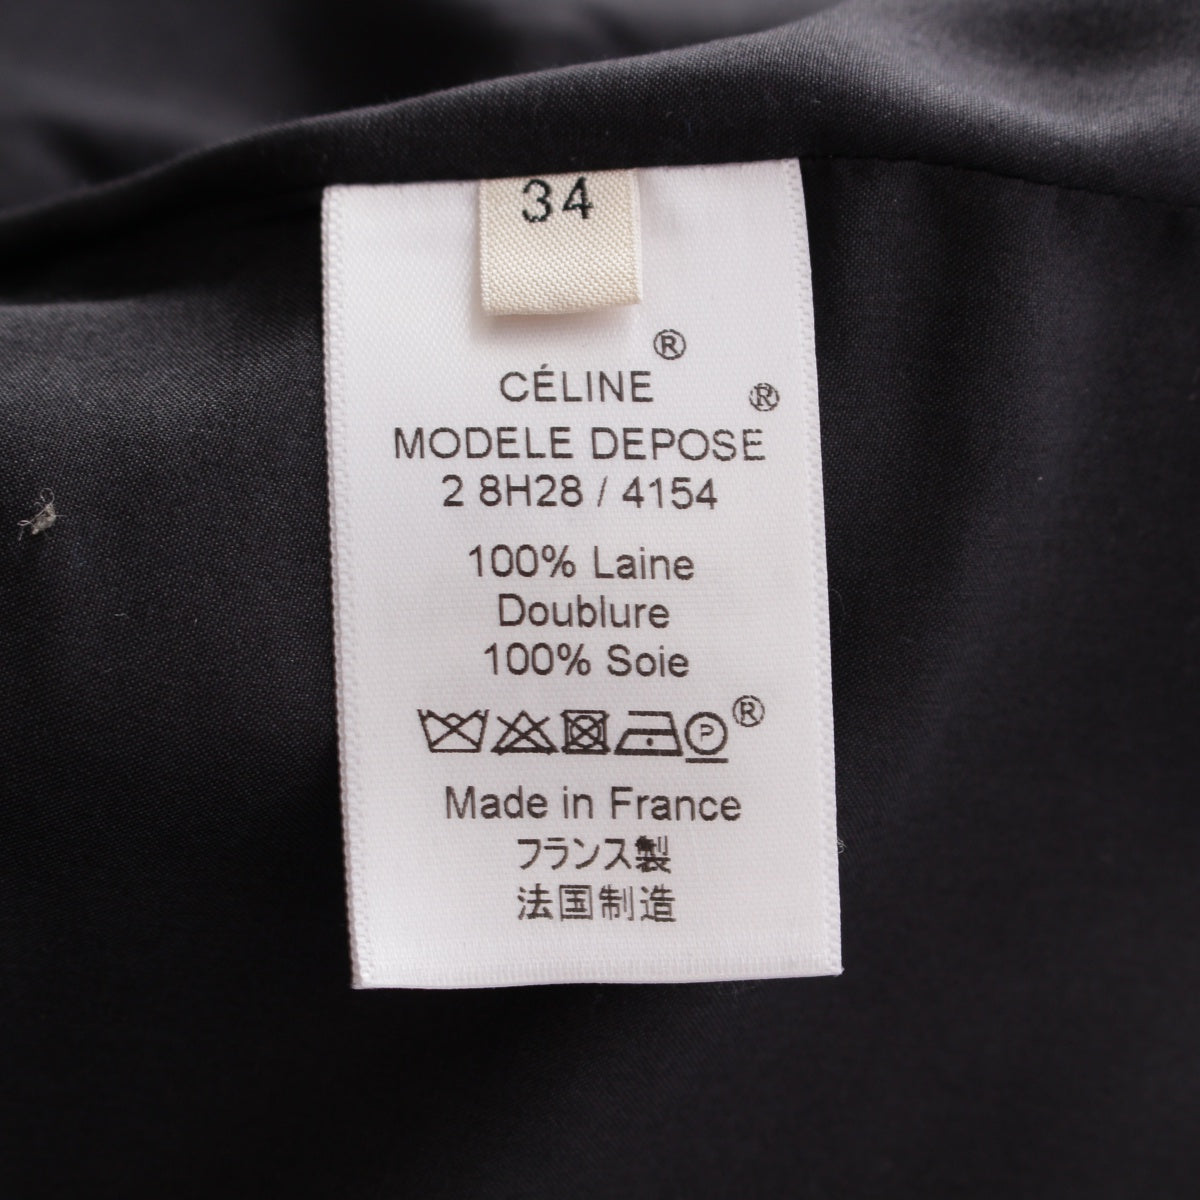 34
CÉLINE®
MODELE DEPOSE®
2 8H28 / 4154
100% Laine
Doublure
100% Soie
P ®
Made in France
フランス製
法国制造